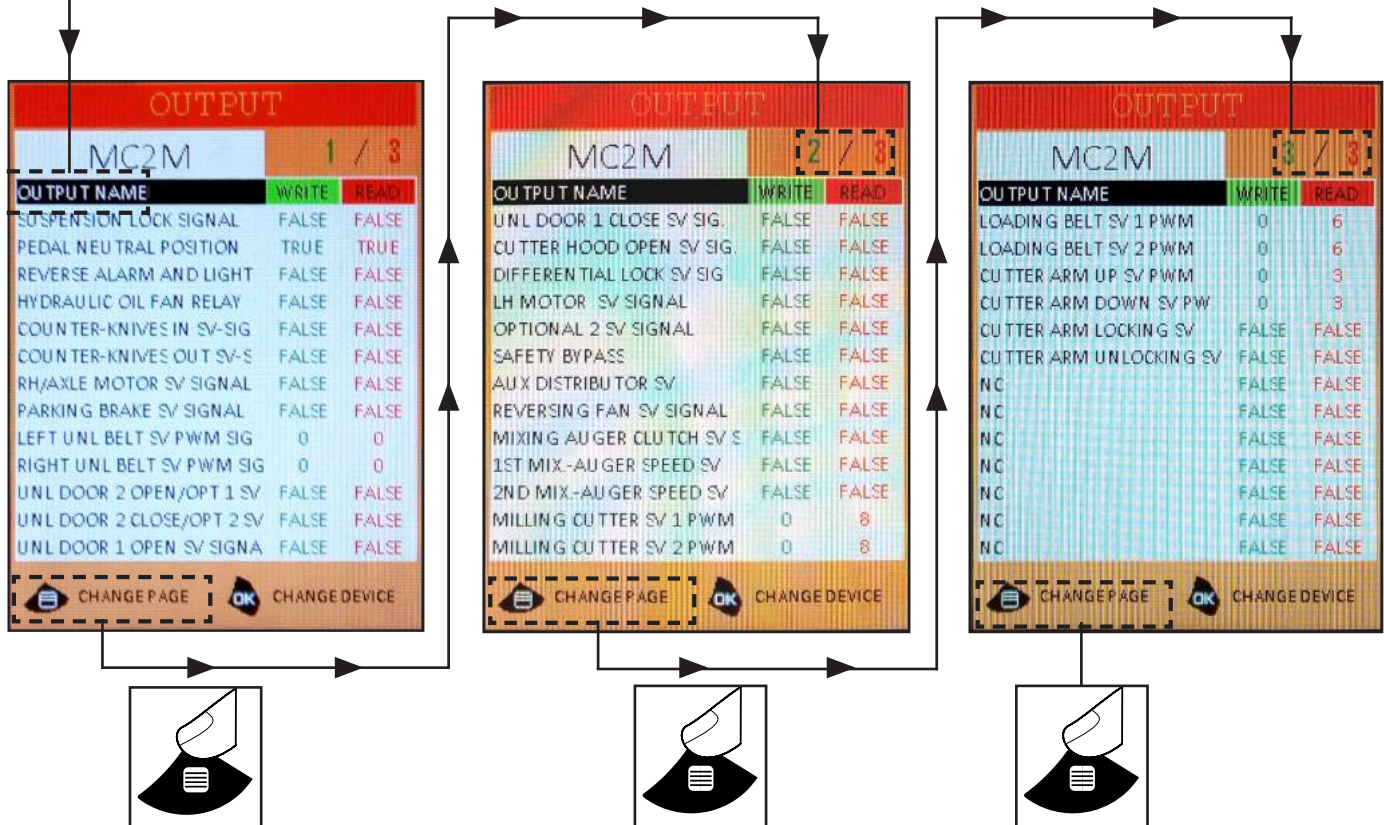 OUTPUT
MC2M 1 / 3
OUTPUT NAME WRITE READ
SUSPENSION LOCK SIGNAL FALSE FALSE
PEDAL NEUTRAL POSITION TRUE TRUE
REVERSE ALARM AND LIGHT FALSE FALSE
HYDRAULIC OIL FAN RELAY FALSE FALSE
COUNTER-KNIVES IN SV-SIG FALSE FALSE
COUNTER-KNIVES OUT SV-S FALSE FALSE
RH/AXLE MOTOR SV SIGNAL FALSE FALSE
PARKING BRAKE SV SIGNAL FALSE FALSE
LEFT UNL BELT SV PWM SIG 0 0
RIGHT UNL BELT SV PWM SIG 0 0
UNL DOOR 2 OPEN/OPT 1 SV FALSE FALSE
UNL DOOR 2 CLOSE/OPT 2 SV FALSE FALSE
UNL DOOR 1 OPEN SV SIGNA FALSE FALSE
CHANGE PAGE OK CHANGE DEVICE
OUTPUT
MC2M 2 / 3
OUTPUT NAME WRITE READ
UNL DOOR 1 CLOSE SV SIG. FALSE FALSE
CUTTER HOOD OPEN SV SIG. FALSE FALSE
DIFFERENTIAL LOCK SV SIG FALSE FALSE
LH MOTOR SV SIGNAL FALSE FALSE
OPTIONAL 2 SV SIGNAL FALSE FALSE
SAFETY BYPASS FALSE FALSE
AUX DISTRIBUTOR SV FALSE FALSE
REVERSING FAN SV SIGNAL FALSE FALSE
MIXING AUGER CLUTCH SV S FALSE FALSE
1ST MIX.-AUGER SPEED SV FALSE FALSE
2ND MIX.-AUGER SPEED SV FALSE FALSE
MILLING CUTTER SV 1 PWM 0 8
MILLING CUTTER SV 2 PWM 0 8
CHANGE PAGE OK CHANGE DEVICE
OUTPUT
MC2M 3 / 3
OUTPUT NAME WRITE READ
LOADING BELT SV 1 PWM 0 6
LOADING BELT SV 2 PWM 0 6
CUTTER ARM UP SV PWM 0 3
CUTTER ARM DOWN SV PW 0 3
CUTTER ARM LOCKING SV FALSE FALSE
CUTTER ARM UNLOCKING SV FALSE FALSE
NC FALSE FALSE
NC FALSE FALSE
NC FALSE FALSE
NC FALSE FALSE
NC FALSE FALSE
NC FALSE FALSE
NC FALSE FALSE
CHANGE PAGE OK CHANGE DEVICE